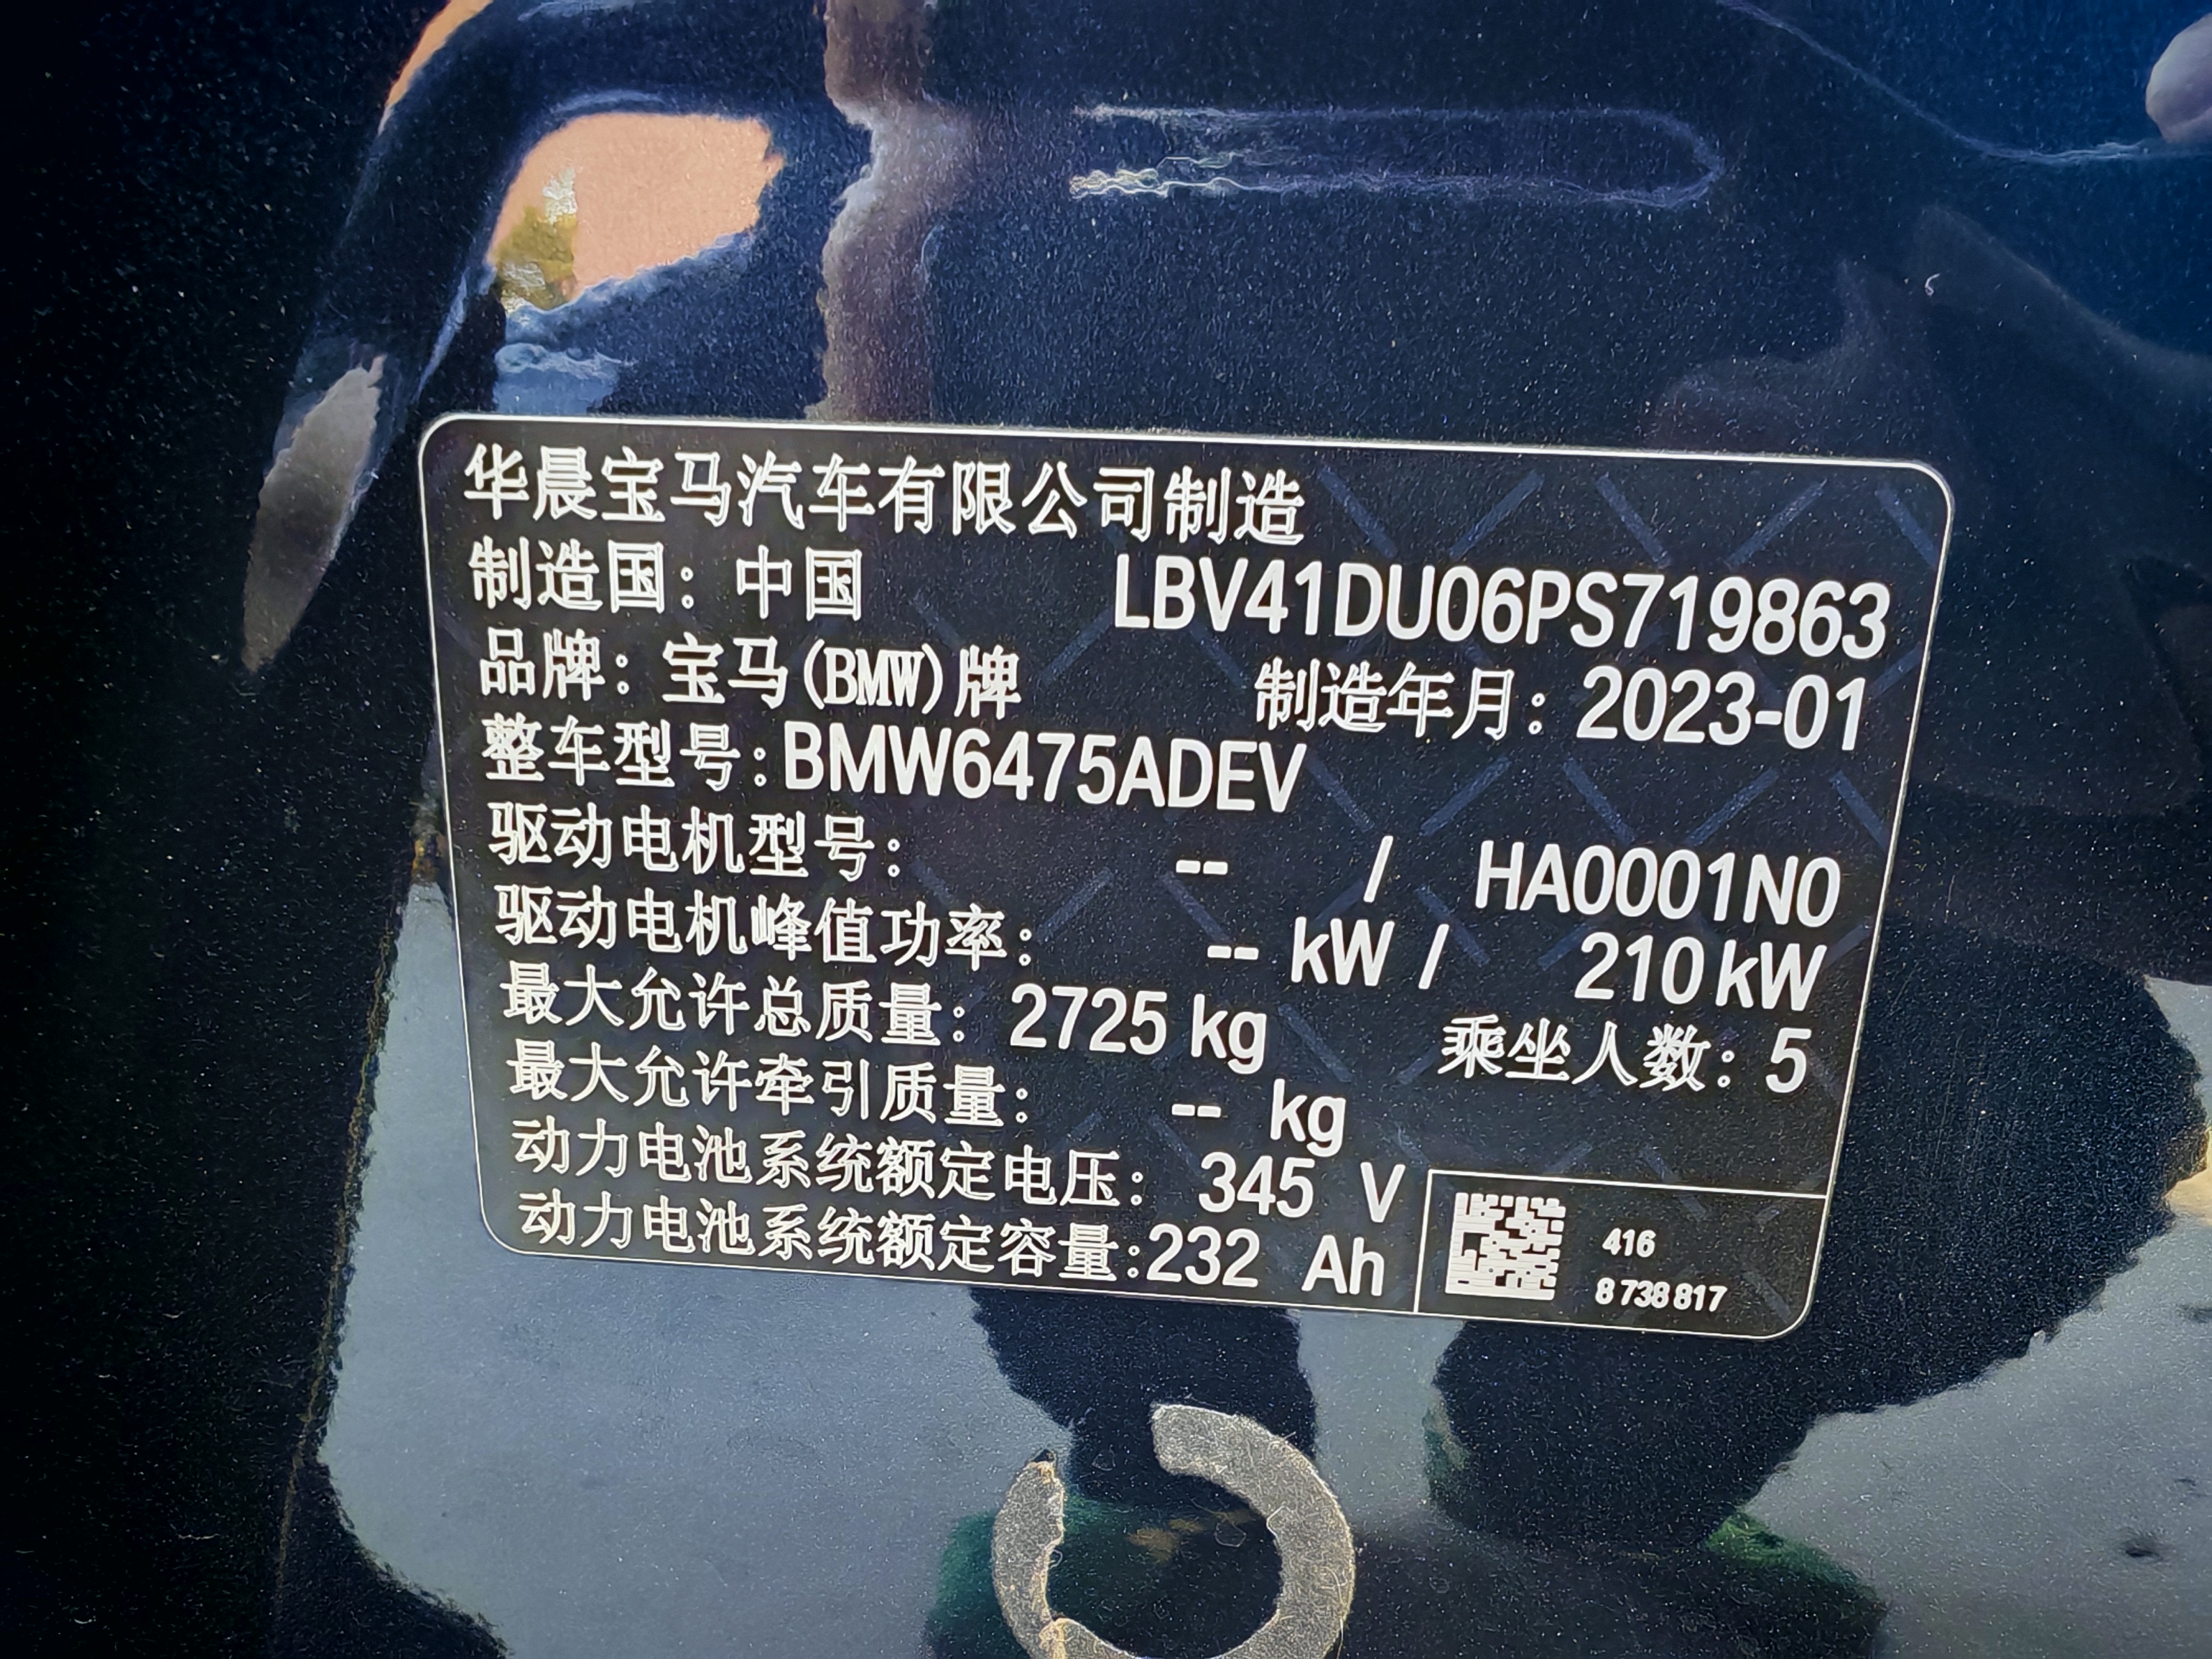 华晨宝马汽车有限公司制造
制造国：中国 LBV41DU06PS719863
品牌：宝马(BMW)牌 制造年月：2023-01
整车型号：BMW6475ADEV
驱动电机型号： -- / HA0001N0
驱动电机峰值功率： -- kW / 210 kW
最大允许总质量：2725 kg 乘坐人数：5
最大允许牵引质量： -- kg
动力电池系统额定电压：345 V
动力电池系统额定容量:232 Ah
416
8 738 817